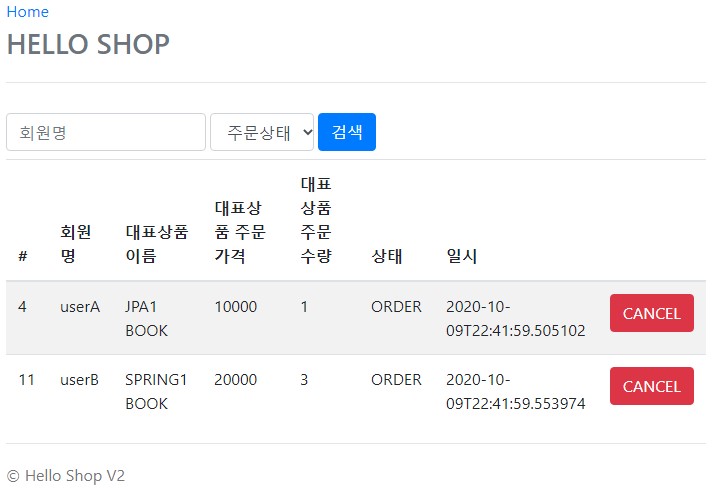 Home
HELLO SHOP
회원명 주문상태 검색
# 회원명 대표상품 이름 대표상품 주문 가격 대표 상품 주문 수량 상태 일시
4 userA JPA1 BOOK 10000 1 ORDER 2020-10-09T22:41:59.505102 CANCEL
11 userB SPRING1 BOOK 20000 3 ORDER 2020-10-09T22:41:59.553974 CANCEL
© Hello Shop V2